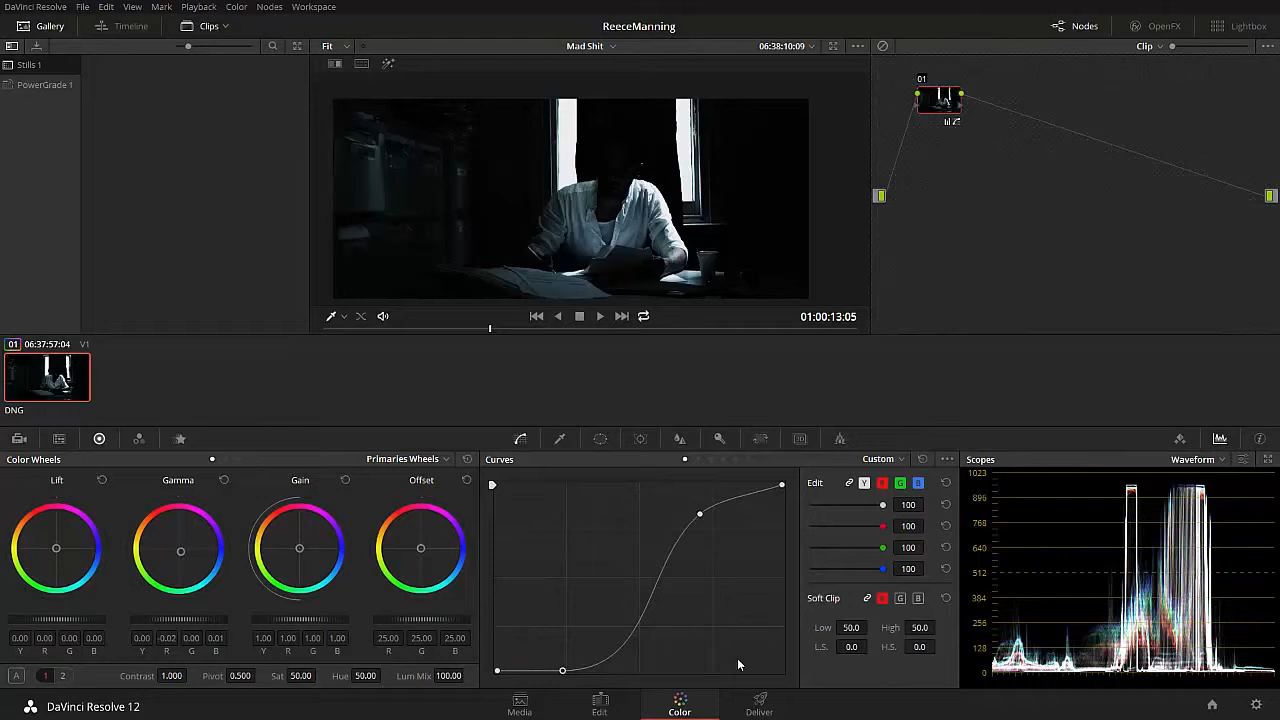 DaVinci Resolve File Edit View Mark Playback Color Nodes Workspace
Gallery Timeline Clips ReeceManning Nodes OpenFX Lightbox
Fit Mad Shit 06:38:10:09 Clip
Stills 1
PowerGrade 1
01
01:00:13:05
01 06:37:57:04 V1
DNG
Color Wheels Primaries Wheels Curves Custom Scopes Waveform
Lift Gamma Gain Offset
Edit Y R G B
100
100
100
100
Soft Clip R G B
Low 50.0 High 50.0
L.S. 0.0 H.S. 0.0
1023
896
768
640
512
384
256
128
0
0.00 0.00 0.00 0.00 0.00 -0.02 0.00 0.01 1.00 1.00 1.00 1.00 25.00 25.00 25.00
Y R G B Y R G B Y R G B R G B
A 1 2 Contrast 1.000 Pivot 0.500 Sat 50.00 Hue 50.00 Lum Mix 100.00
DaVinci Resolve 12 Media Edit Color Deliver